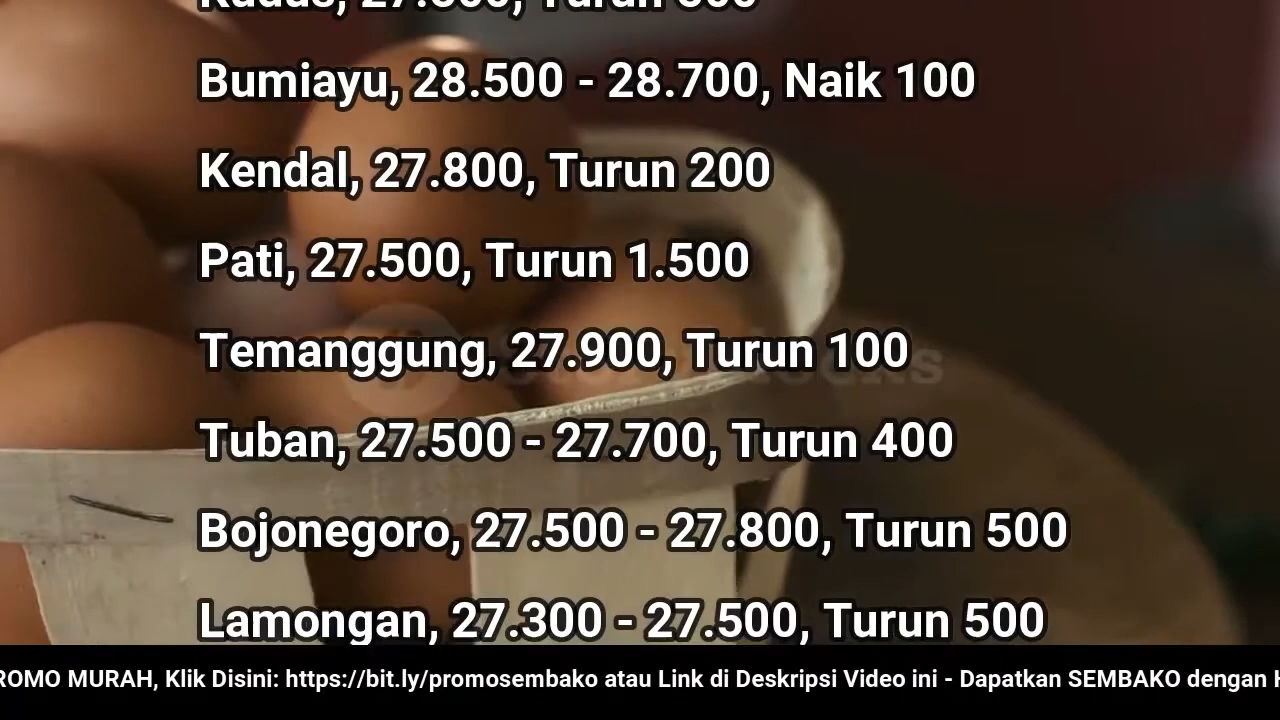 Bumiayu, 28.500 - 28.700, Naik 100
Kendal, 27.800, Turun 200
Pati, 27.500, Turun 1.500
Temanggung, 27.900, Turun 100
Tuban, 27.500 - 27.700, Turun 400
Bojonegoro, 27.500 - 27.800, Turun 500
Lamongan, 27.300 - 27.500, Turun 500
ROMO MURAH, Klik Disini: https://bit.ly/promosembako atau Link di Deskripsi Video ini - Dapatkan SEMBAKO dengan H